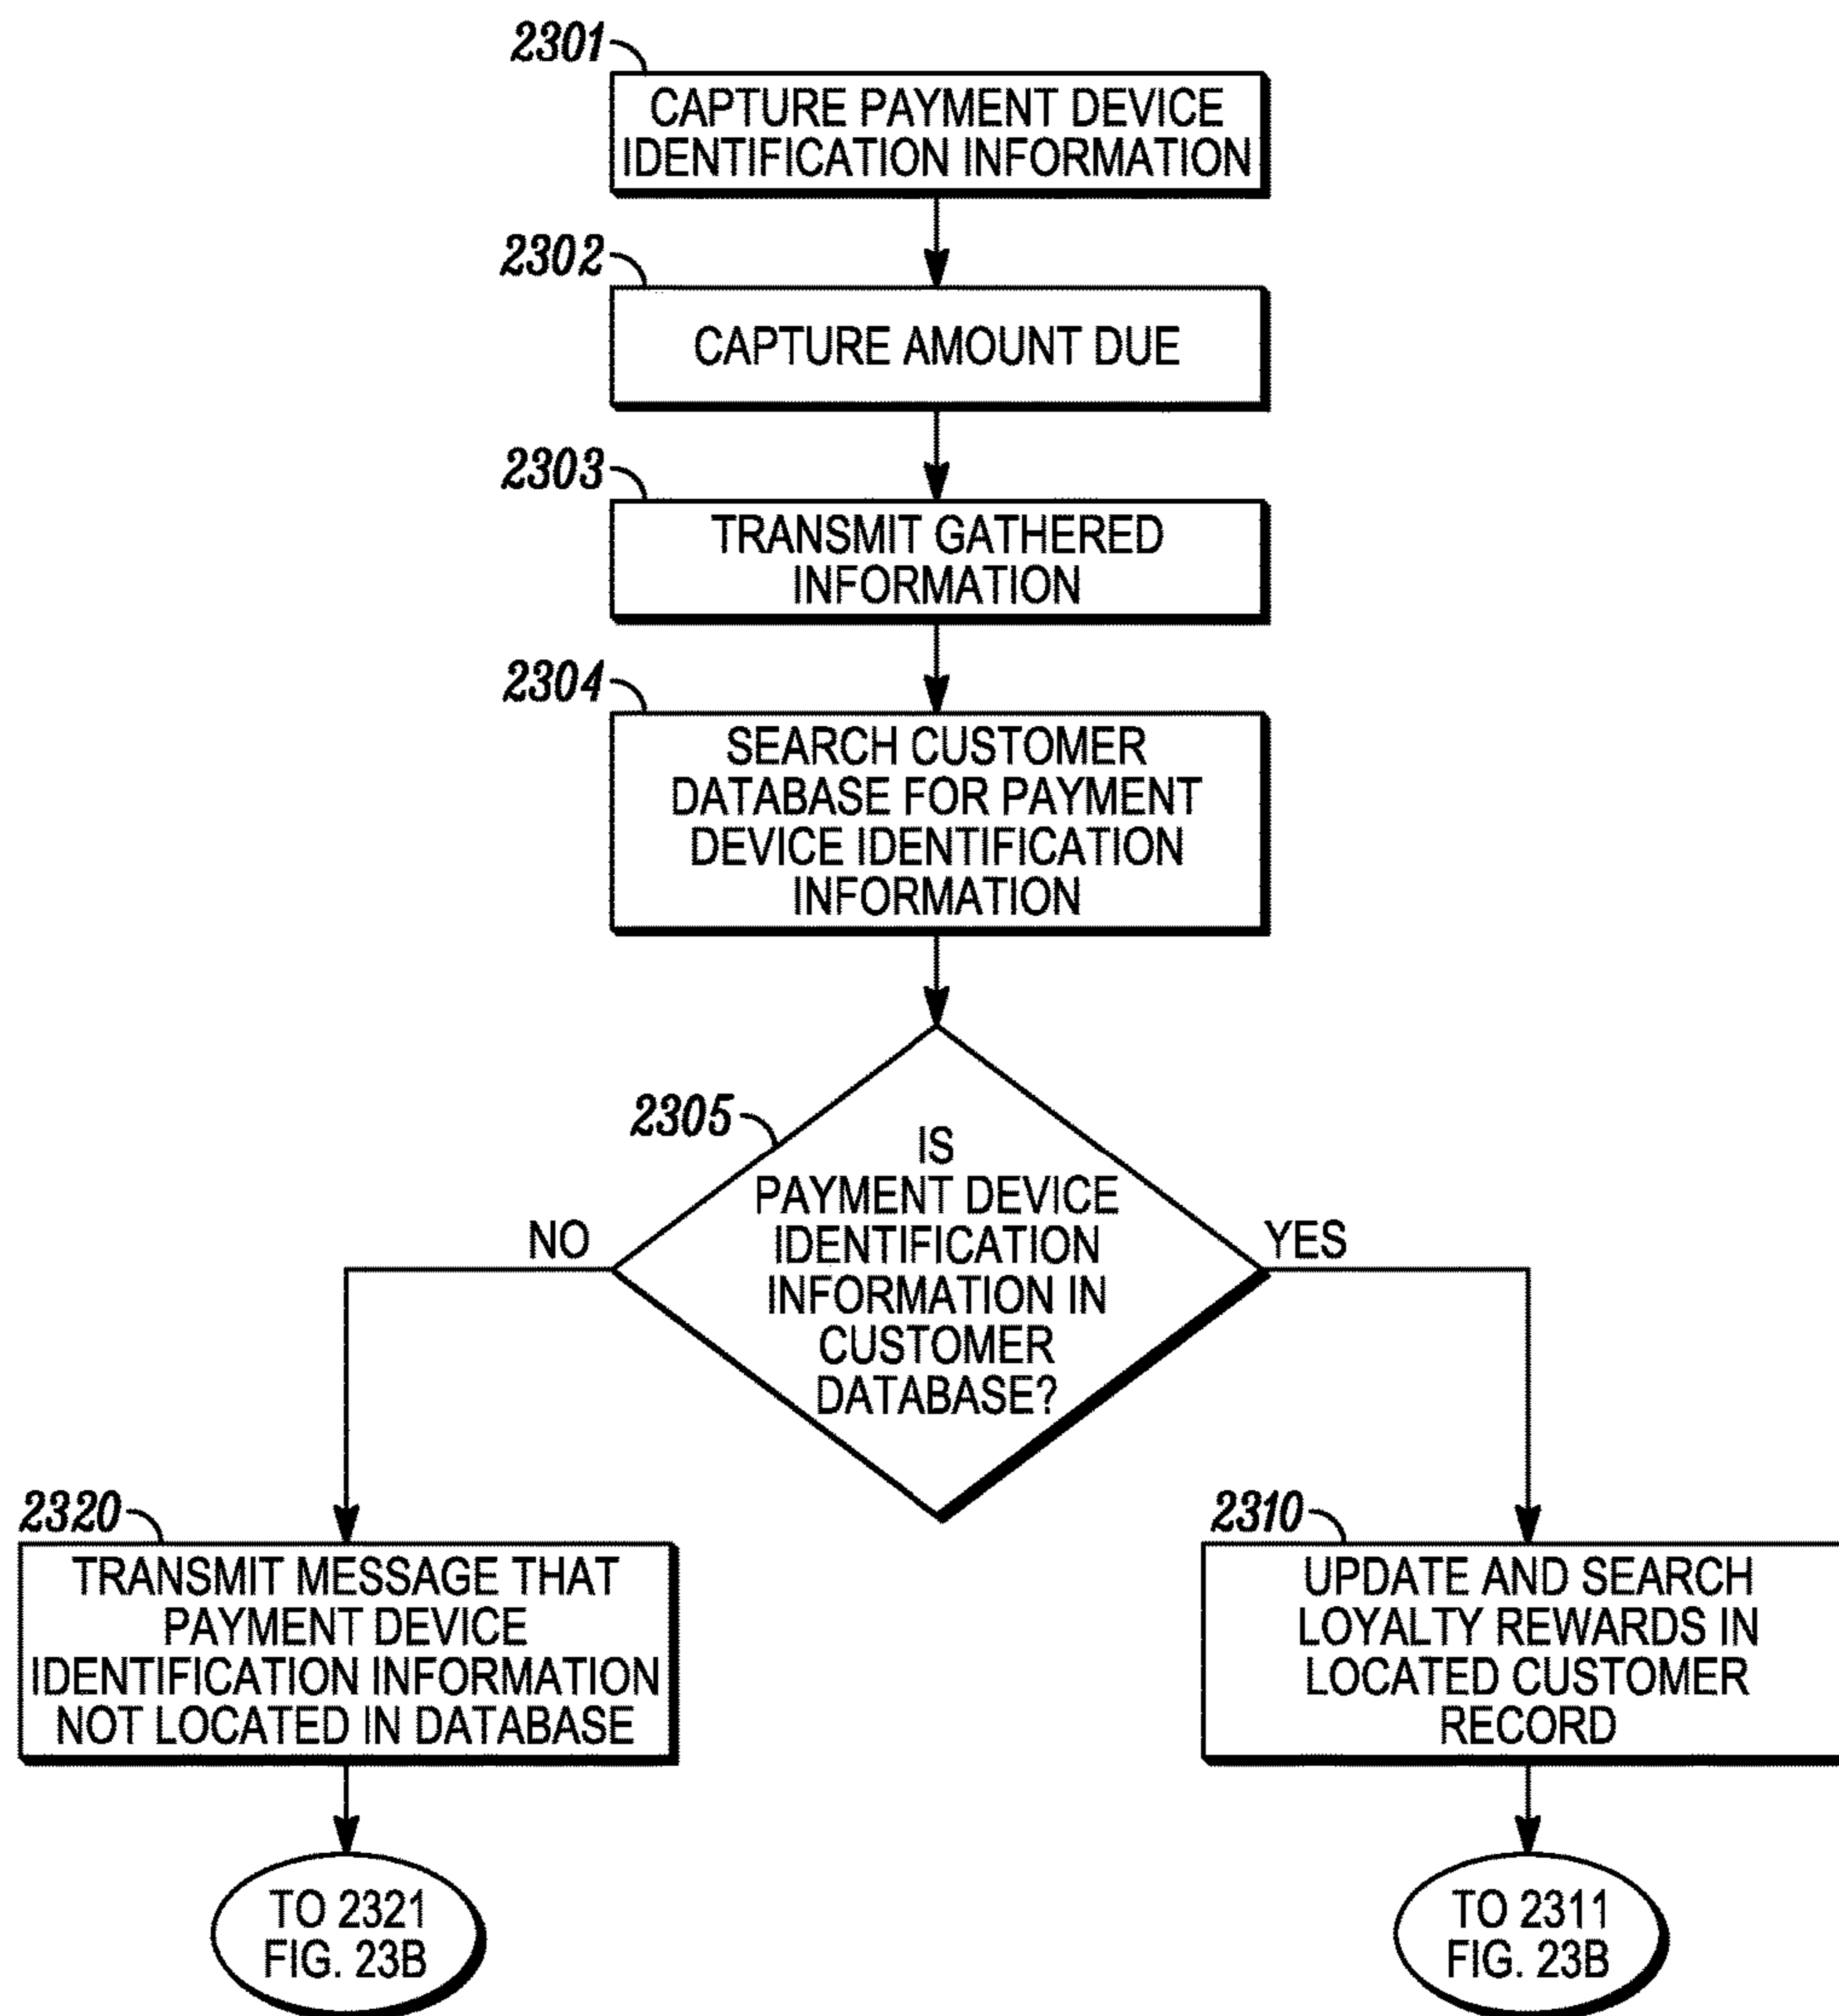 2301
CAPTURE PAYMENT DEVICE
IDENTIFICATION INFORMATION
2302
CAPTURE AMOUNT DUE
2303
TRANSMIT GATHERED
INFORMATION
2304
SEARCH CUSTOMER
DATABASE FOR PAYMENT
DEVICE IDENTIFICATION
INFORMATION
2305
IS
PAYMENT DEVICE
IDENTIFICATION
INFORMATION IN
CUSTOMER
DATABASE?
NO
YES
2320
TRANSMIT MESSAGE THAT
PAYMENT DEVICE
IDENTIFICATION INFORMATION
NOT LOCATED IN DATABASE
2310
UPDATE AND SEARCH
LOYALTY REWARDS IN
LOCATED CUSTOMER
RECORD
TO 2321
FIG. 23B
TO 2311
FIG. 23B